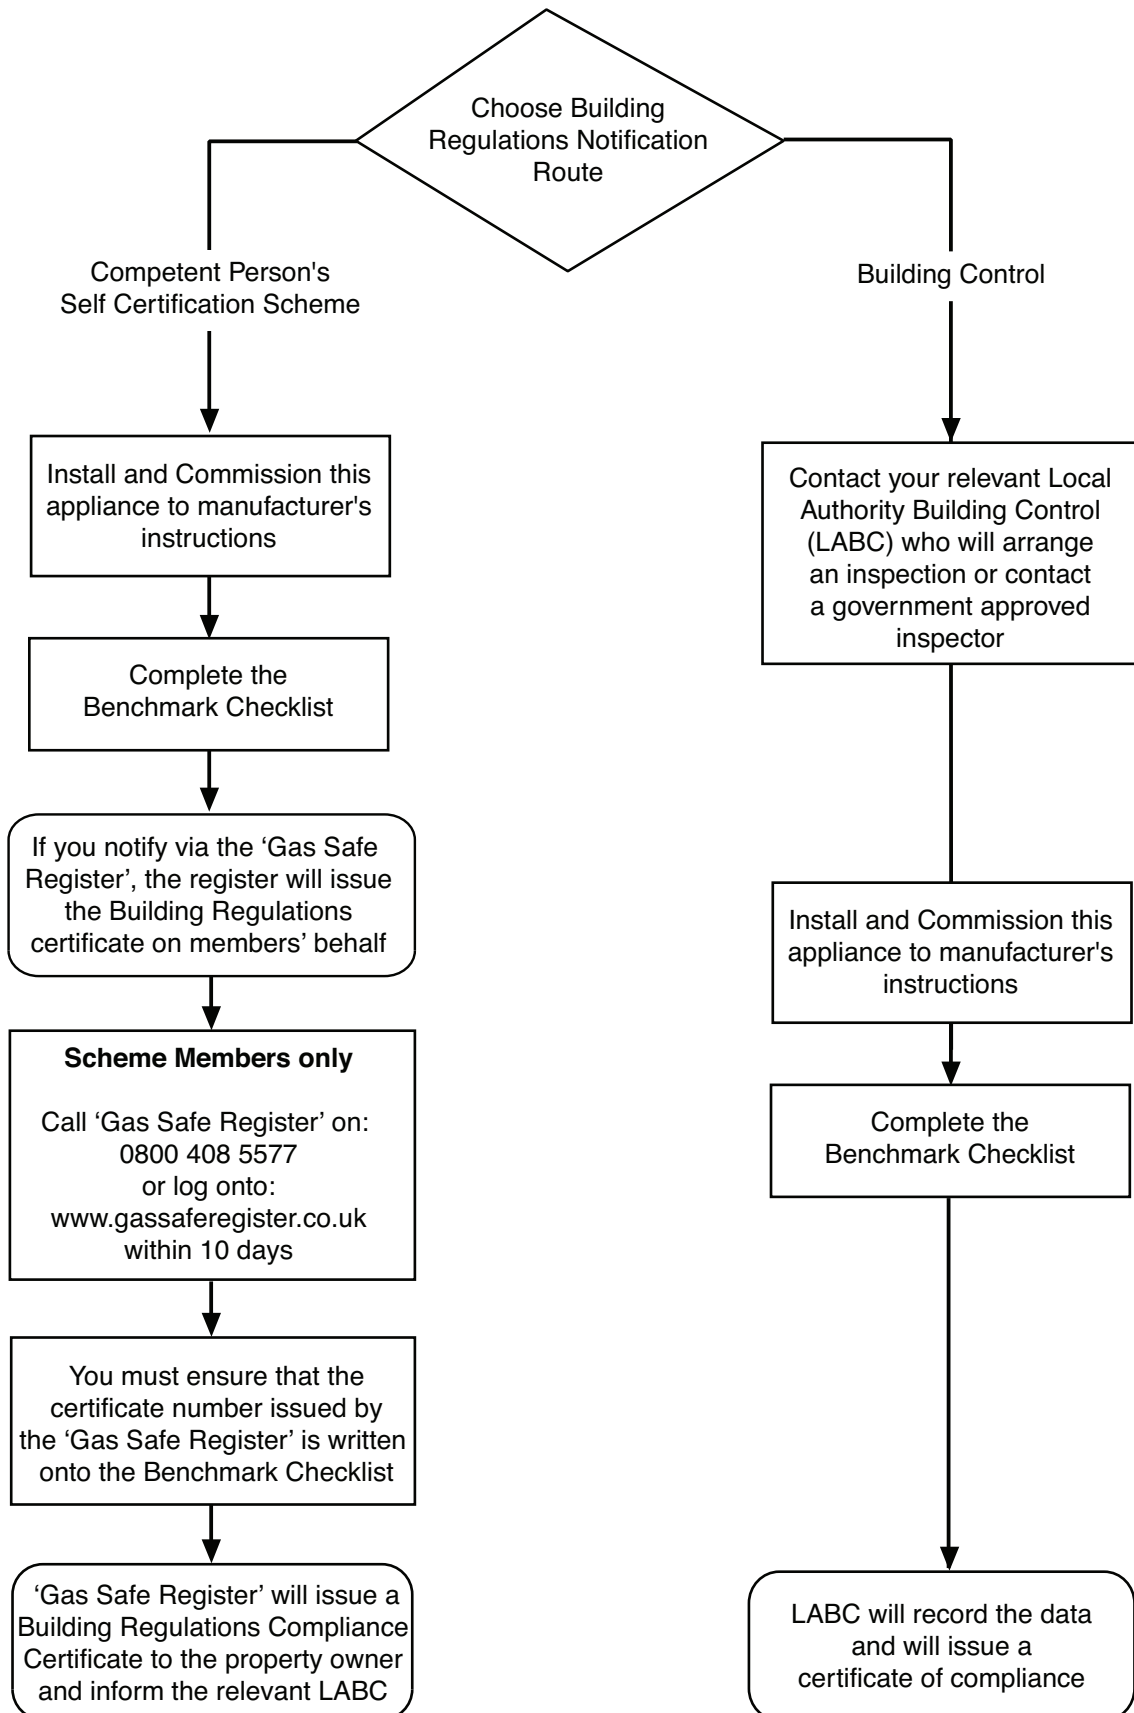 Choose Building
Regulations Notification
Route
Competent Person's
Self Certification Scheme
Building Control
Install and Commission this
appliance to manufacturer's
instructions
Complete the
Benchmark Checklist
If you notify via the ‘Gas Safe
Register’, the register will issue
the Building Regulations
certificate on members’ behalf
Scheme Members only
Call ‘Gas Safe Register’ on:
0800 408 5577
or log onto:
www.gassaferegister.co.uk
within 10 days
You must ensure that the
certificate number issued by
the ‘Gas Safe Register’ is written
onto the Benchmark Checklist
‘Gas Safe Register’ will issue a
Building Regulations Compliance
Certificate to the property owner
and inform the relevant LABC
Contact your relevant Local
Authority Building Control
(LABC) who will arrange
an inspection or contact
a government approved
inspector
Install and Commission this
appliance to manufacturer's
instructions
Complete the
Benchmark Checklist
LABC will record the data
and will issue a
certificate of compliance